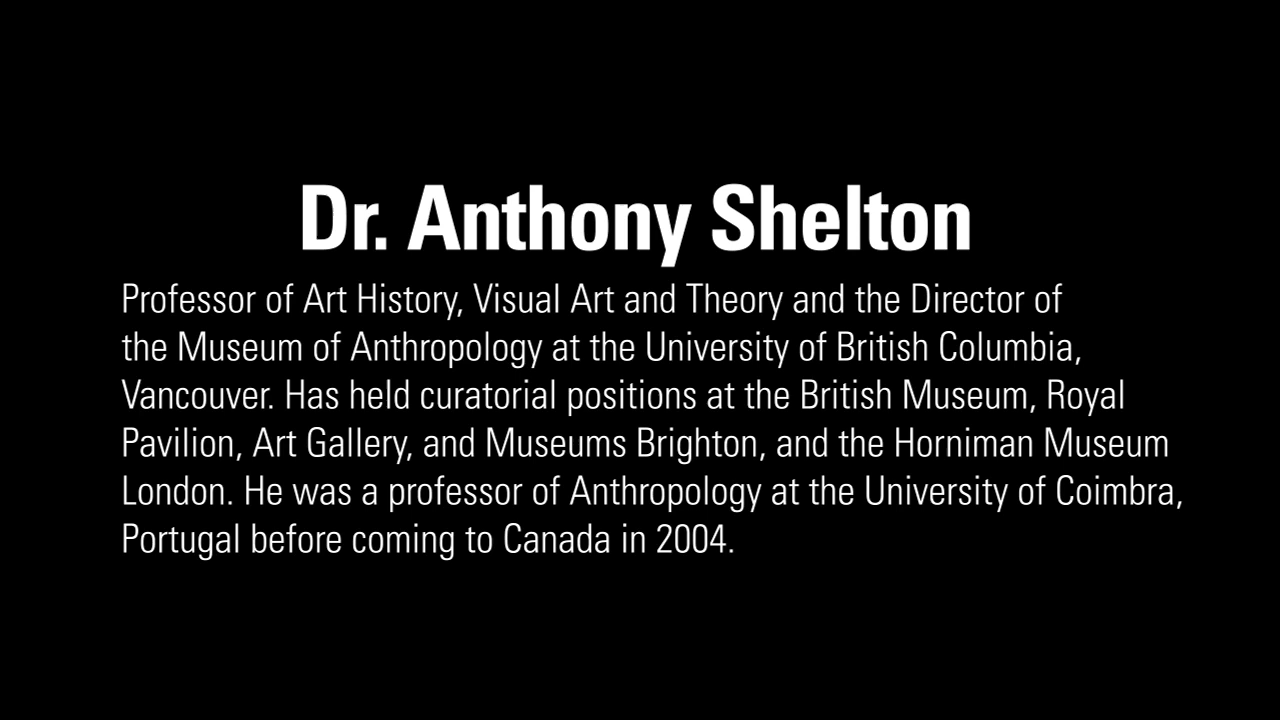 Dr. Anthony Shelton
Professor of Art History, Visual Art and Theory and the Director of
the Museum of Anthropology at the University of British Columbia,
Vancouver. Has held curatorial positions at the British Museum, Royal
Pavilion, Art Gallery, and Museums Brighton, and the Horniman Museum
London. He was a professor of Anthropology at the University of Coimbra,
Portugal before coming to Canada in 2004.